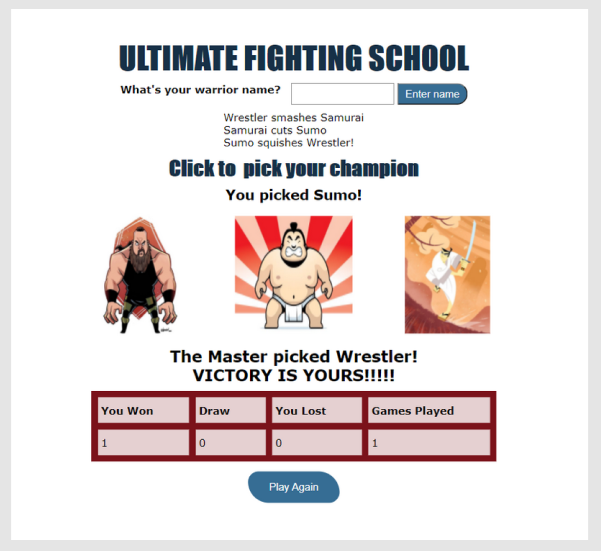 ULTIMATE FIGHTING SCHOOL
What's your warrior name? Enter name
Wrestler smashes Samurai
Samurai cuts Sumo
Sumo squishes Wrestler!
Click to pick your champion
You picked Sumo!
The Master picked Wrestler!
VICTORY IS YOURS!!!!!
You Won Draw You Lost Games Played
1 0 0 1
Play Again